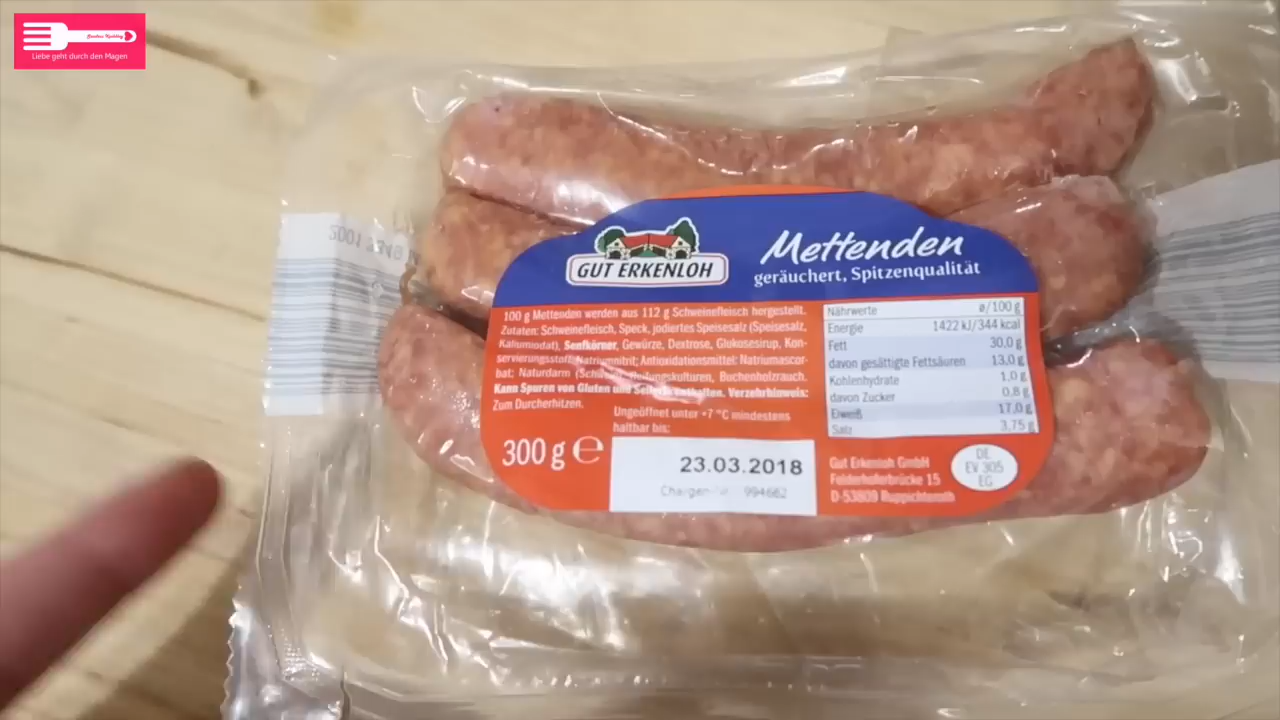 Liebe geht durch den Magen
GUT ERKENLOH
Mettenden
geräuchert, Spitzenqualität
100 g Mettenden werden aus 112 g Schweinefleisch hergestellt.
Zutaten: Schweinefleisch, Speck, jodiertes Speisesalz (Speisesalz,
Kaliumiodat), Senfkörner, Gewürze, Dextrose, Glukosesirup, Kon-
servierungsstoff: Natriumnitrit; Antioxidationsmittel: Natriumascor-
bat; Naturdarm Buchenholzrauch.
Kann Spuren von Gluten und Sellerie enthalten. Verzehrhinweis:
Zum Durcherhitzen.
Ungeöffnet unter +7 °C mindestens
haltbar bis:
300 g e
23.03.2018
994662
Nährwerte ø/100 g
Energie 1422 kJ/344 kcal
Fett 30,0 g
davon gesättigte Fettsäuren 13,0 g
Kohlenhydrate 1,0 g
davon Zucker 0,8 g
Eiweiß 17,0 g
Salz 3,75 g
Gut Erkenloh GmbH
Felderhoferbrücke 15
D-53809 Ruppichteroth
DE
EV 305
EG